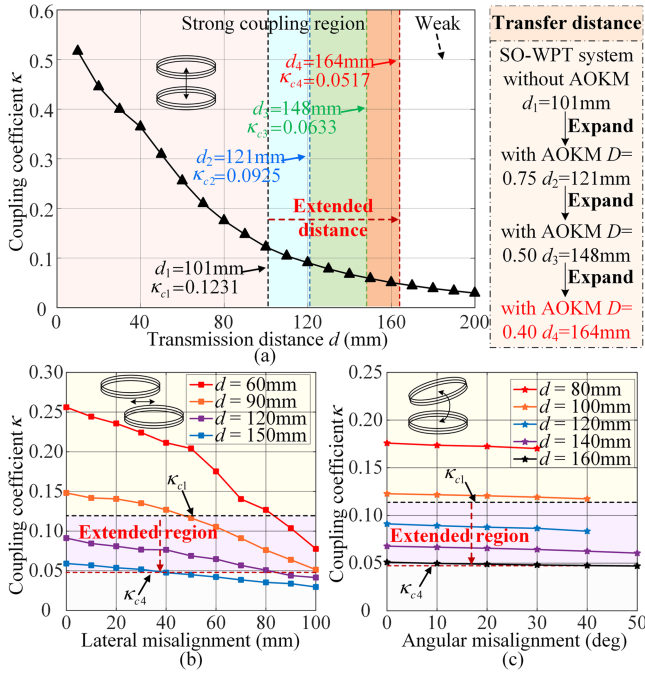 Strong coupling region
Weak
d4=164mm
κc4=0.0517
d3=148mm
κc3=0.0633
d2=121mm
κc2=0.0925
Extended
distance
d1=101mm
κc1=0.1231
Coupling coefficient κ
0.6
0.5
0.4
0.3
0.2
0.1
0
0 20 40 60 80 100 120 140 160 180 200
Transmission distance d (mm)
(a)
Transfer distance
SO-WPT system
without AOKM
d1=101mm
Expand
with AOKM D=
0.75 d2=121mm
Expand
with AOKM D=
0.50 d3=148mm
Expand
with AOKM D=
0.40 d4=164mm
Coupling coefficient κ
0.30
0.25
0.20
0.15
0.10
0.05
0
d = 60mm
d = 90mm
d = 120mm
d = 150mm
κc1
Extended region
κc4
0 20 40 60 80 100
Lateral misalignment (mm)
(b)
Coupling coefficient κ
0.30
0.25
0.20
0.15
0.10
0.05
0
d = 80mm
d = 100mm
d = 120mm
d = 140mm
d = 160mm
κc1
Extended region
κc4
0 10 20 30 40 50
Angular misalignment (deg)
(c)